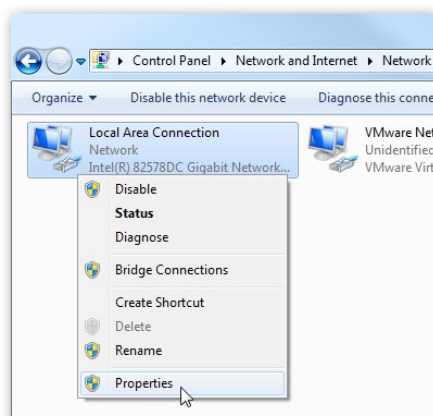 Control Panel ▸ Network and Internet ▸ Network
Organize ▾ Disable this network device Diagnose this conne
Local Area Connection
Network
Intel(R) 82578DC Gigabit Network...
VMware Net
Unidentified
VMware Virt
Disable
Status
Diagnose
Bridge Connections
Create Shortcut
Delete
Rename
Properties